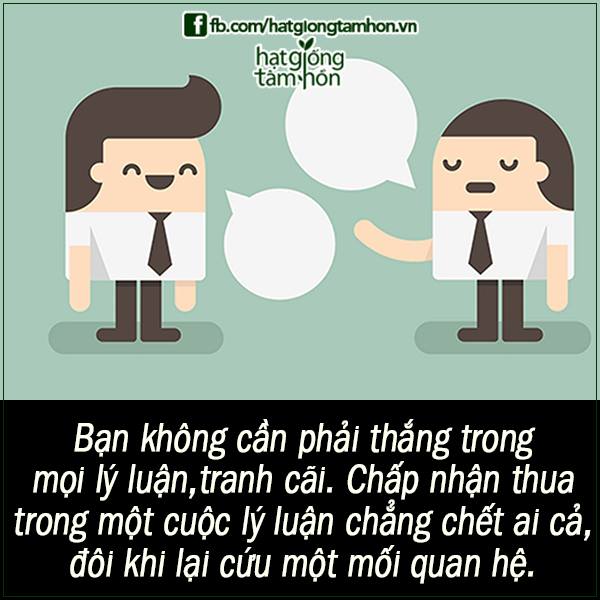 fb.com/hatgiongtamhon.vn
hạt giống
tâm hồn
Bạn không cần phải thắng trong
mọi lý luận,tranh cãi. Chấp nhận thua
trong một cuộc lý luận chẳng chết ai cả,
đôi khi lại cứu một mối quan hệ.